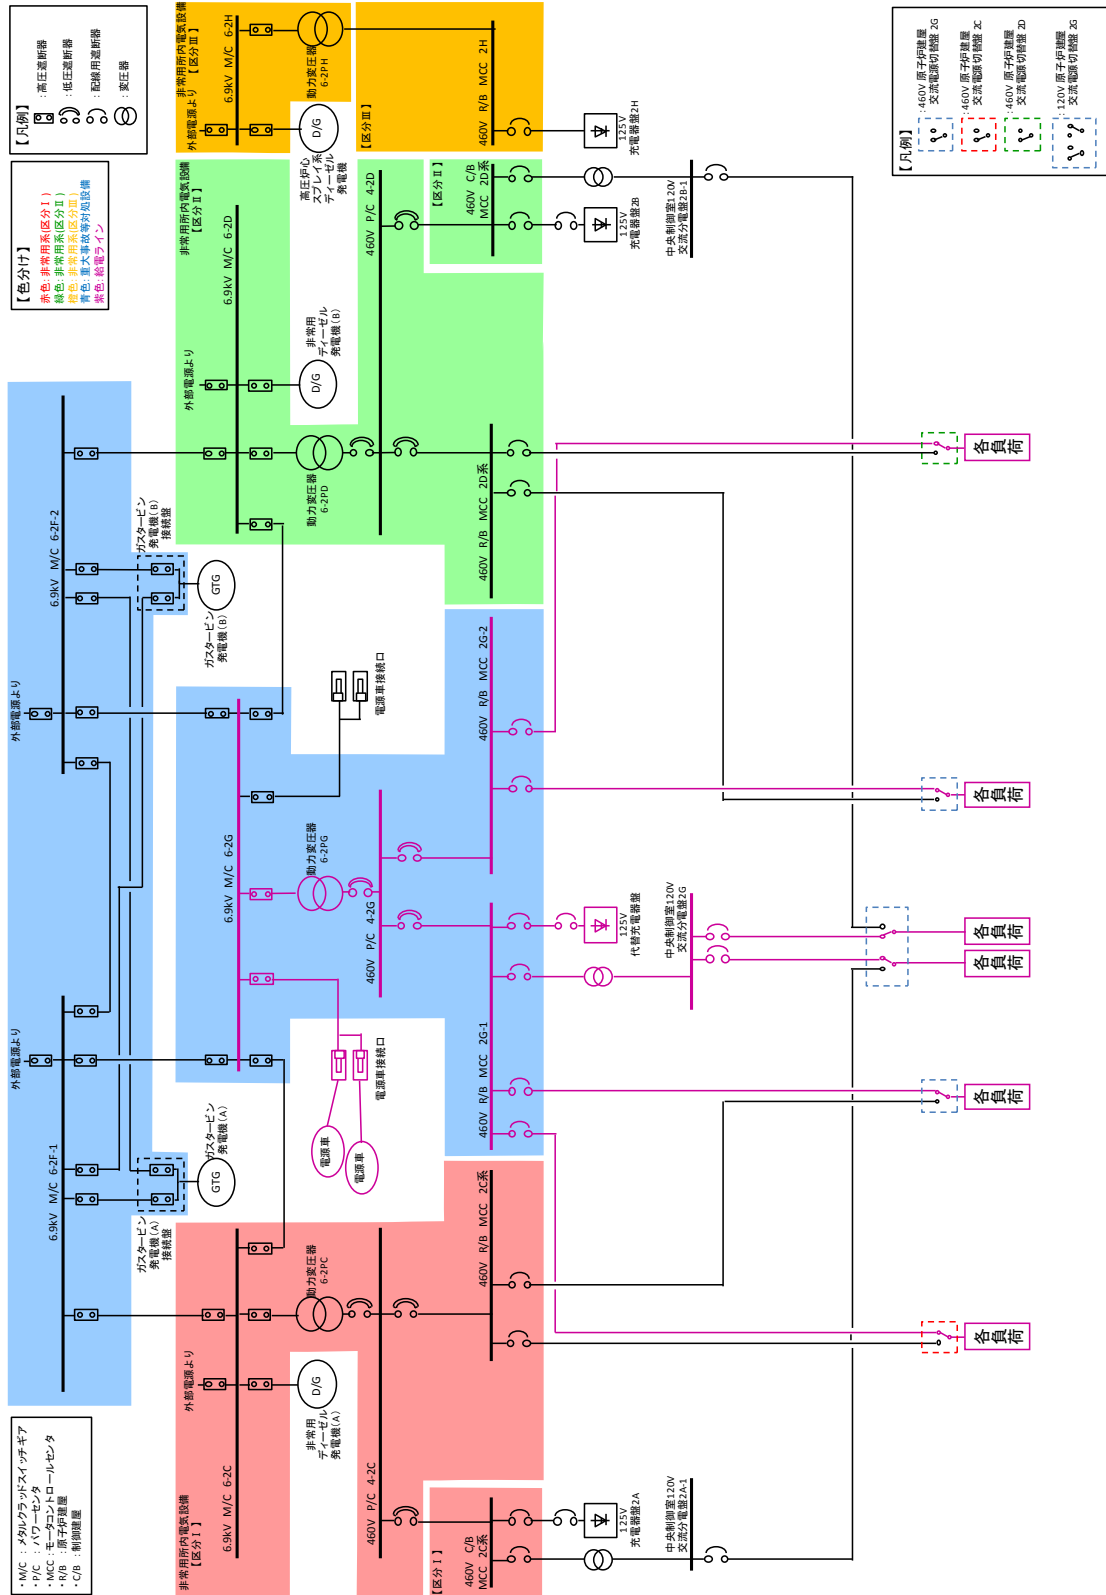 ・M/C ：メタルクラッドスイッチギア
・P/C ：パワーセンタ
・MCC：モータコントロールセンタ
・R/B ：原子炉建屋
・C/B ：制御建屋
【色分け】
赤色：非常用系(区分Ⅰ)
緑色：非常用系(区分Ⅱ)
橙色：非常用系(区分Ⅲ)
青色：重大事故等対処設備
紫色：給電ライン
【凡例】
：高圧遮断器
：低圧遮断器
：配線用遮断器
：変圧器
外部電源より
外部電源より
6.9kV M/C 6-2F-1
6.9kV M/C 6-2F-2
ガスタービン
発電機(A)
接続盤
GTG
ガスタービン
発電機(A)
ガスタービン
発電機(B)
接続盤
GTG
ガスタービン
発電機(B)
非常用所内電気設備
【区分Ⅰ】
外部電源より
6.9kV M/C 6-2C
D/G
非常用
ディーゼル
発電機(A)
動力変圧器
6-2PC
460V P/C 4-2C
【区分Ⅰ】
460V C/B
MCC 2C系
460V R/B MCC 2C系
125V
充電器盤2A
中央制御室120V
交流分電盤2A-1
6.9kV M/C 6-2G
電源車
電源車
電源車接続口
動力変圧器
6-2PG
電源車接続口
460V P/C 4-2G
460V R/B MCC 2G-1
460V R/B MCC 2G-2
125V
代替充電器盤
中央制御室120V
交流分電盤2G
非常用所内電気設備
【区分Ⅱ】
外部電源より
6.9kV M/C 6-2D
D/G
非常用
ディーゼル
発電機(B)
動力変圧器
6-2PD
460V P/C 4-2D
460V R/B MCC 2D系
【区分Ⅱ】
460V C/B
MCC 2D系
125V
充電器盤2B
中央制御室120V
交流分電盤2B-1
非常用所内電気設備
【区分Ⅲ】
外部電源より
6.9kV M/C 6-2H
D/G
高圧炉心
スプレイ系
ディーゼル
発電機
動力変圧器
6-2PH
【区分Ⅲ】
460V R/B MCC 2H
125V
充電器盤2H
各負荷
各負荷
各負荷
各負荷
各負荷
各負荷
【凡例】
：460V 原子炉建屋
交流電源切替盤 2G
：460V 原子炉建屋
交流電源切替盤 2C
：460V 原子炉建屋
交流電源切替盤 2D
：120V 原子炉建屋
交流電源切替盤 2G